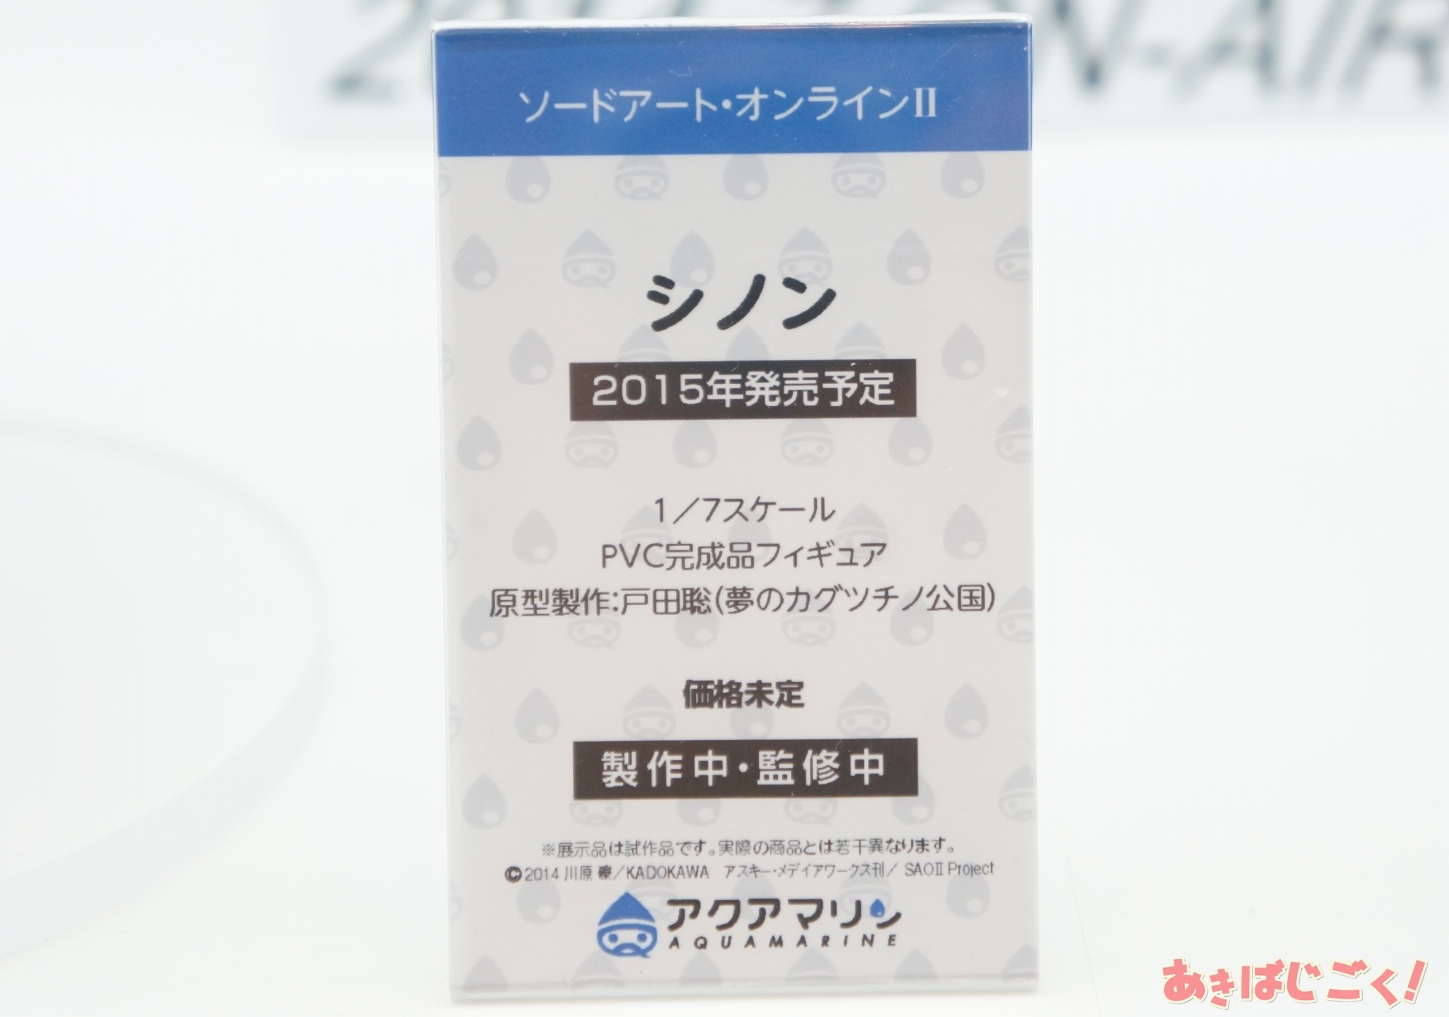 ソードアート・オンラインⅡ
シノン
2015年発売予定
1／7スケール
PVC完成品フィギュア
原型製作：戸田聡（夢のカグツチノ公国）
価格未定
製作中・監修中
※展示品は試作品です。実際の商品とは若干異なります。
©2014 川原 礫／KADOKAWA アスキー・メディアワークス刊／ SAOⅡ Project
アクアマリン
AQUAMARINE
あきばじごく!